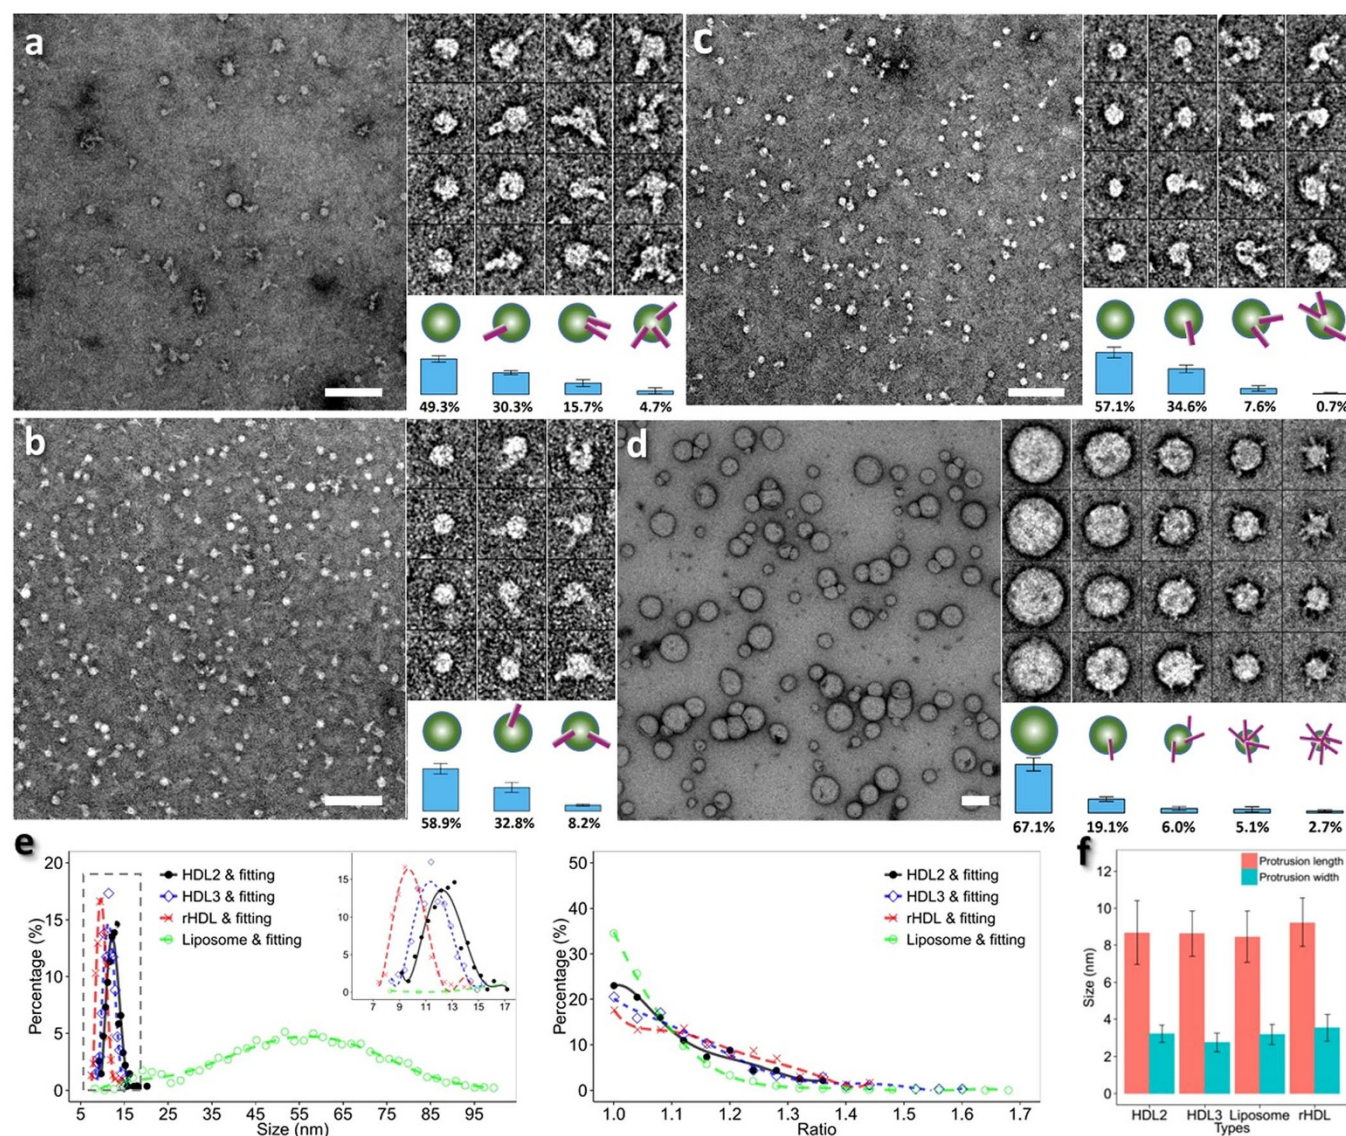 a
49.3% 30.3% 15.7% 4.7%
c
57.1% 34.6% 7.6% 0.7%
b
58.9% 32.8% 8.2%
d
67.1% 19.1% 6.0% 5.1% 2.7%
e
Percentage (%)
20
15
10
5
0
5 15 25 35 45 55 65 75 85 95
Size (nm)
HDL2 & fitting
HDL3 & fitting
rHDL & fitting
Liposome & fitting
15
10
5
0
7 9 11 13 15 17
Percentage (%)
50
40
30
20
10
0
1.0 1.1 1.2 1.3 1.4 1.5 1.6 1.7
Ratio
HDL2 & fitting
HDL3 & fitting
rHDL & fitting
Liposome & fitting
f
Protrusion length
Protrusion width
Size (nm)
12
10
8
6
4
2
0
HDL2 HDL3 Liposome rHDL
Types